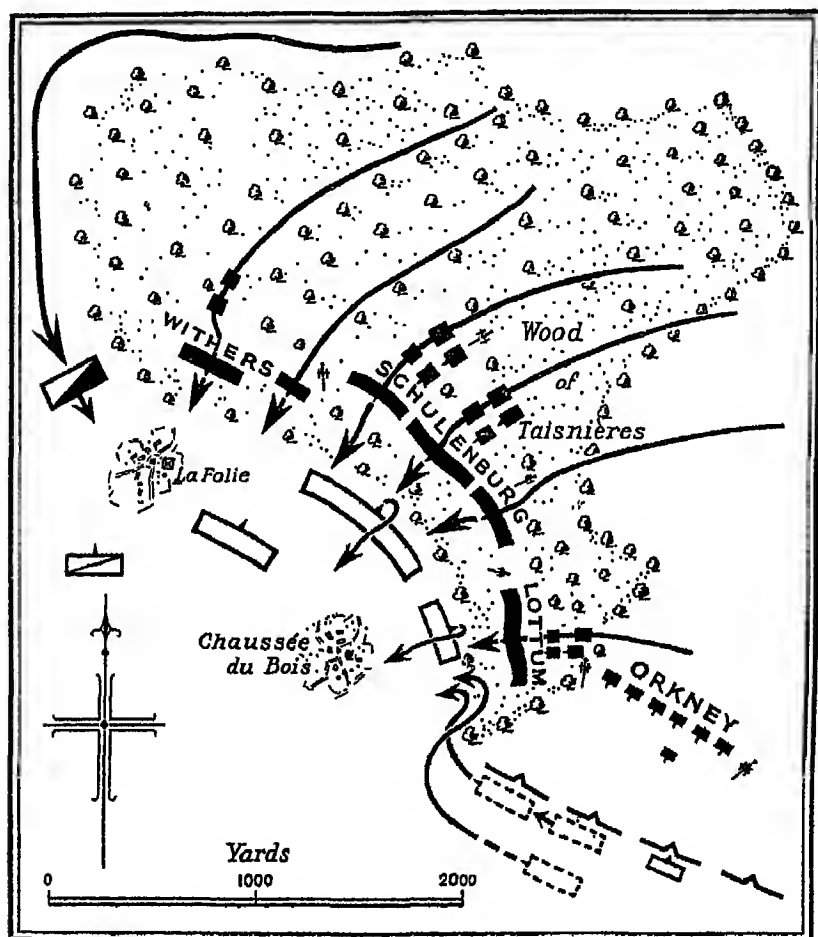 WITHERS
SCHULENBURG
Wood
of
Taisnières
La Folie
LOTTUM
Chaussée
du Bois
ORKNEY
Yards
0 1000 2000